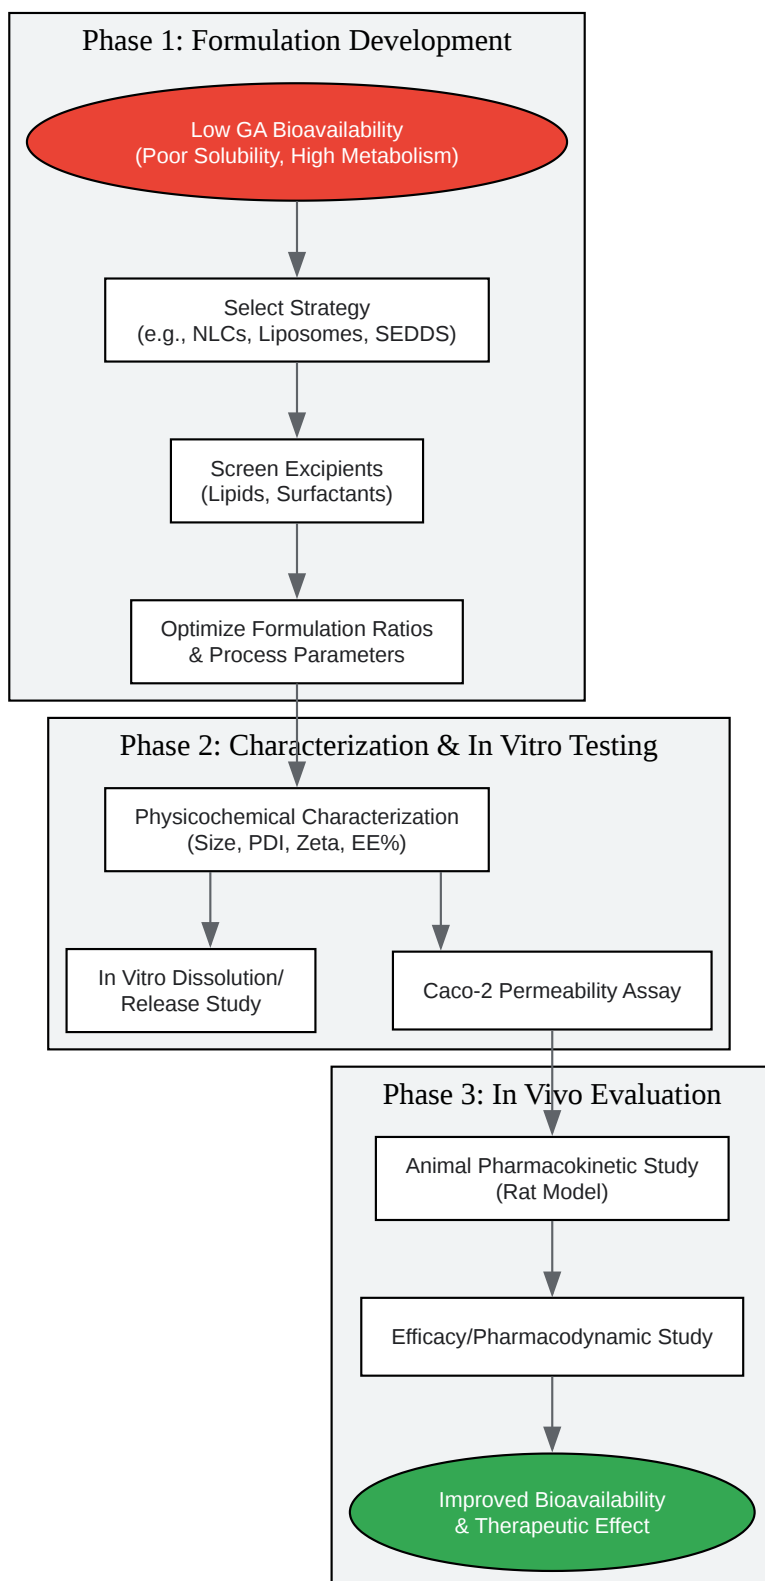 Phase 1: Formulation Development
Low GA Bioavailability
(Poor Solubility, High Metabolism)
Select Strategy
(e.g., NLCs, Liposomes, SEDDS)
Screen Excipients
(Lipids, Surfactants)
Optimize Formulation Ratios
& Process Parameters
Phase 2: Characterization & In Vitro Testing
Physicochemical Characterization
(Size, PDI, Zeta, EE%)
In Vitro Dissolution/
Release Study
Caco-2 Permeability Assay
Phase 3: In Vivo Evaluation
Animal Pharmacokinetic Study
(Rat Model)
Efficacy/Pharmacodynamic Study
Improved Bioavailability
& Therapeutic Effect